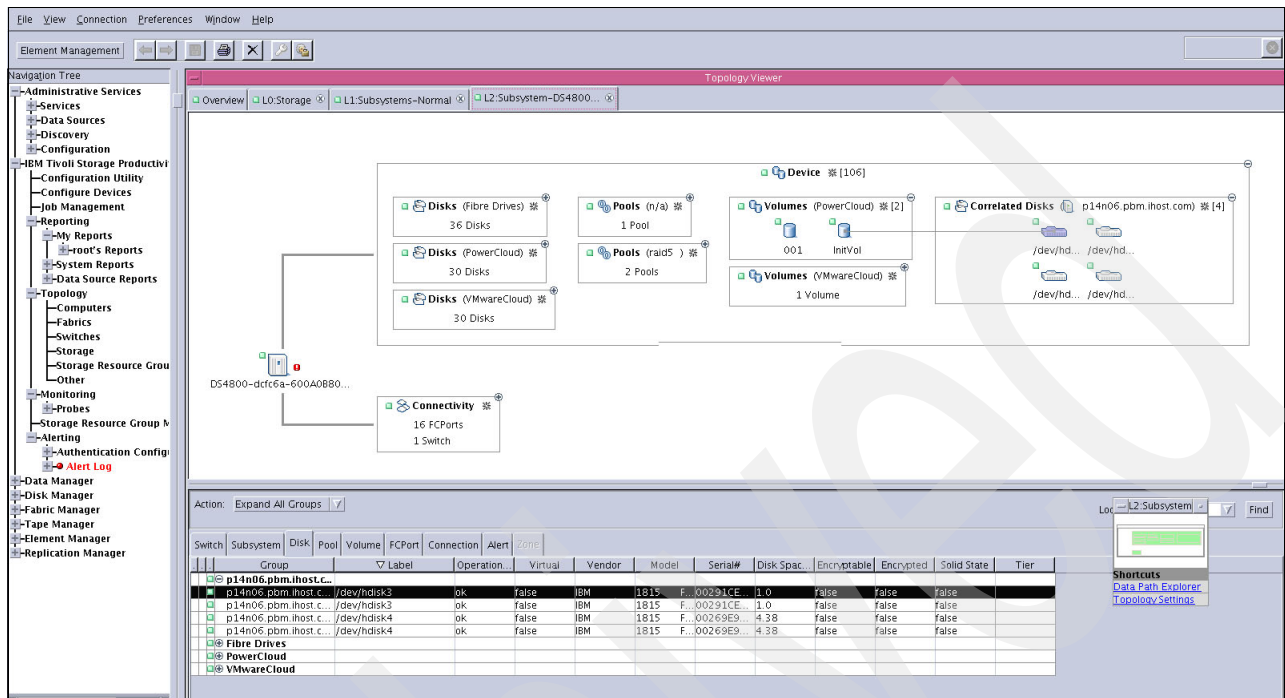 File View Connection Preferences Window Help
Element Management
Navigation Tree
Administrative Services
Services
Data Sources
Discovery
Configuration
IBM Tivoli Storage Productivi
Configuration Utility
Configure Devices
Job Management
Reporting
My Reports
root's Reports
System Reports
Data Source Reports
Topology
Computers
Fabrics
Switches
Storage
Storage Resource Grou
Other
Monitoring
Probes
Storage Resource Group M
Alerting
Authentication Configu
Alert Log
Data Manager
Disk Manager
Fabric Manager
Tape Manager
Element Manager
Replication Manager
Topology Viewer
Overview L0:Storage L1:Subsystems-Normal L2:Subsystem-DS4800...
Device [106]
Disks (Fibre Drives)
36 Disks
Disks (PowerCloud)
30 Disks
Disks (VMwareCloud)
30 Disks
Pools (n/a)
1 Pool
Pools (raid5 )
2 Pools
Volumes (PowerCloud) [2]
001 InitVol
Volumes (VMwareCloud)
1 Volume
Correlated Disks ( p14n06.pbm.ihost.com) [4]
/dev/hd... /dev/hd...
/dev/hd... /dev/hd...
DS4800-dcfc6a-600A0B80...
Connectivity
16 FCPorts
1 Switch
Action: Expand All Groups
Find
L2:Subsystem
Shortcuts
Data Path Explorer
Topology Settings
Switch Subsystem Disk Pool Volume FCPort Connection Alert Zone
Group Label Operation... Virtual Vendor Model Serial# Disk Spac... Encryptable Encrypted Solid State Tier
p14n06.pbm.ihost.c...
p14n06.pbm.ihost.c... /dev/hdisk3 ok false IBM 1815 F... 00291CE... 1.0 false false false
p14n06.pbm.ihost.c... /dev/hdisk3 ok false IBM 1815 F... 00291CE... 1.0 false false false
p14n06.pbm.ihost.c... /dev/hdisk4 ok false IBM 1815 F... 00269E9... 4.38 false false false
p14n06.pbm.ihost.c... /dev/hdisk4 ok false IBM 1815 F... 00269E9... 4.38 false false false
Fibre Drives
PowerCloud
VMwareCloud